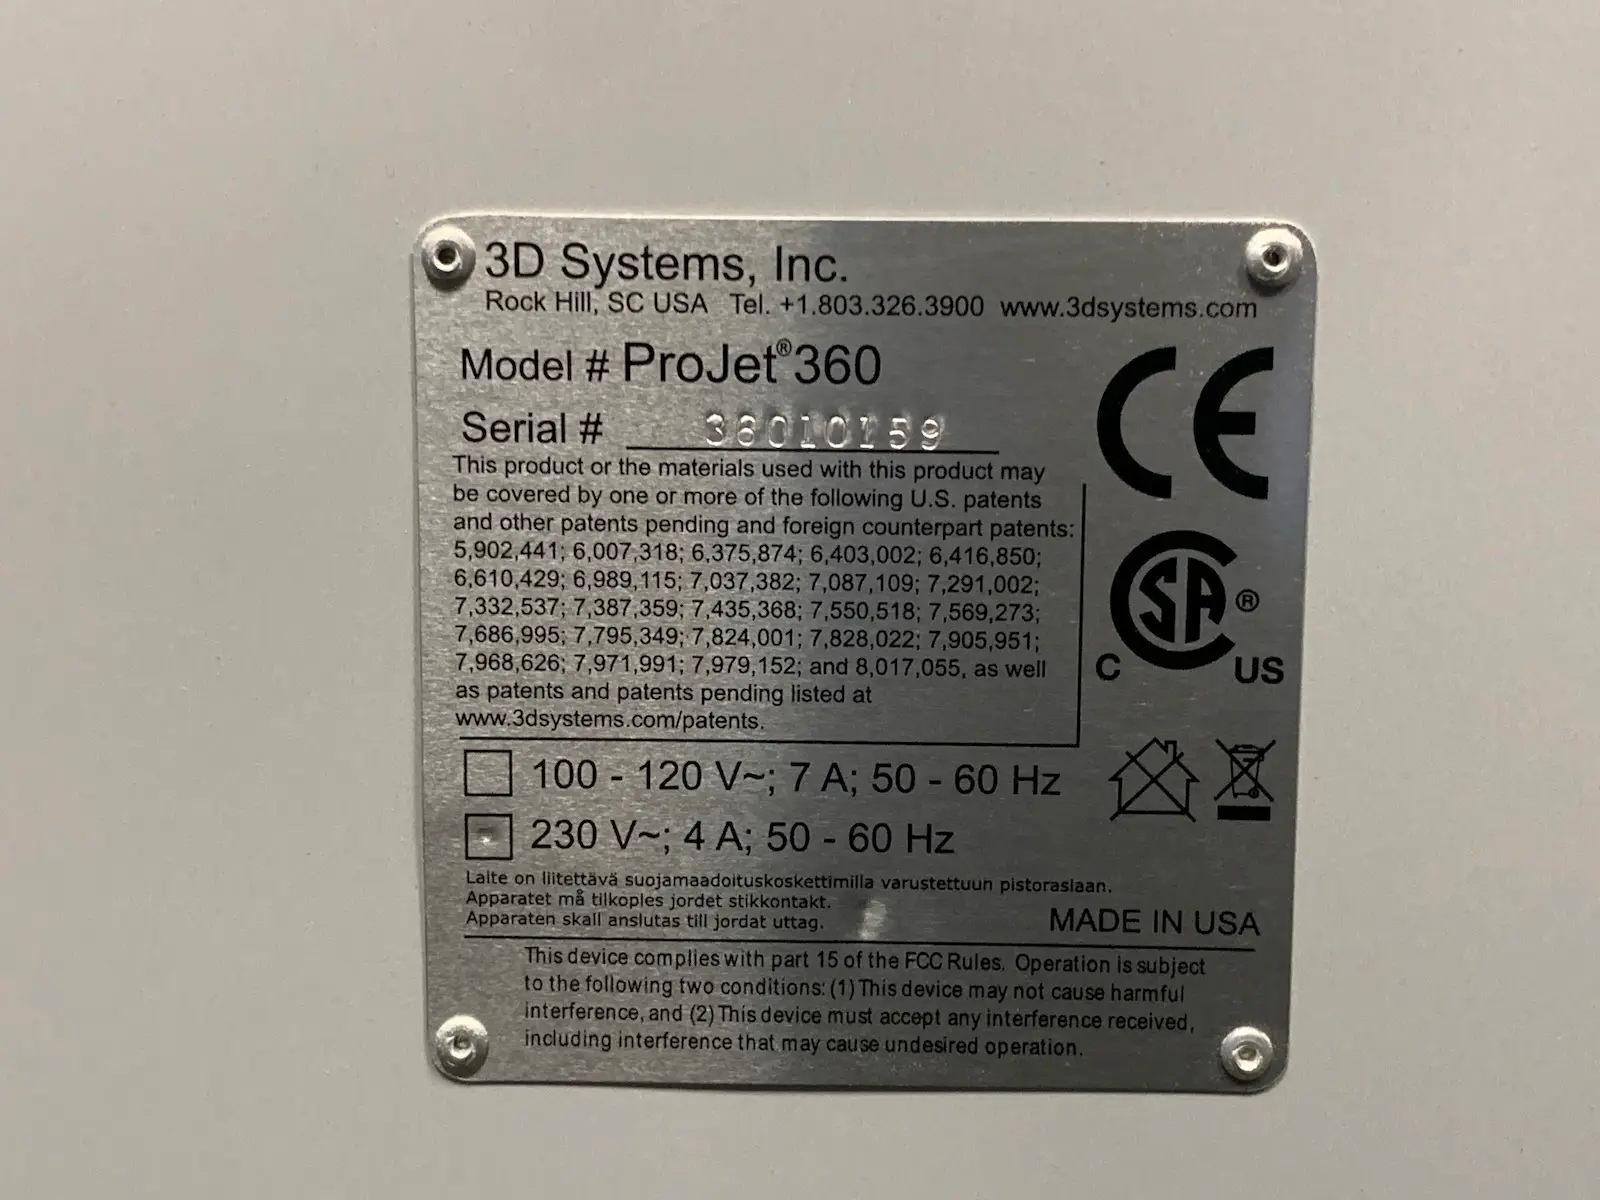 3D Systems, Inc.
Rock Hill, SC USA Tel. +1.803.326.3900 www.3dsystems.com
Model # ProJet®360
Serial # 36010159
This product or the materials used with this product may
be covered by one or more of the following U.S. patents
and other patents pending and foreign counterpart patents:
5,902,441; 6,007,318; 6,375,874; 6,403,002; 6,416,850;
6,610,429; 6,989,115; 7,037,382; 7,087,109; 7,291,002;
7,332,537; 7,387,359; 7,435,368; 7,550,518; 7,569,273;
7,686,995; 7,795,349; 7,824,001; 7,828,022; 7,905,951;
7,968,626; 7,971,991; 7,979,152; and 8,017,055, as well
as patents and patents pending listed at
www.3dsystems.com/patents.
CE
CSA®
C US
100 - 120 V~; 7 A; 50 - 60 Hz
230 V~; 4 A; 50 - 60 Hz
Laite on liitettävä suojamaadoituskoskettimilla varustettuun pistorasiaan.
Apparatet må tilkoples jordet stikkontakt.
Apparaten skall anslutas till jordat uttag.
MADE IN USA
This device complies with part 15 of the FCC Rules. Operation is subject
to the following two conditions: (1) This device may not cause harmful
interference, and (2) This device must accept any interference received,
including interference that may cause undesired operation.